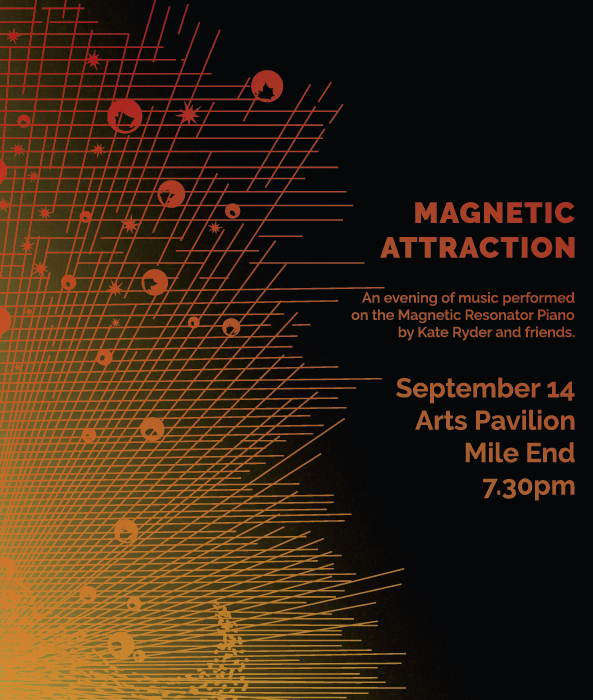 MAGNETIC
ATTRACTION
An evening of music performed
on the Magnetic Resonator Piano
by Kate Ryder and friends.
September 14
Arts Pavilion
Mile End
7.30pm